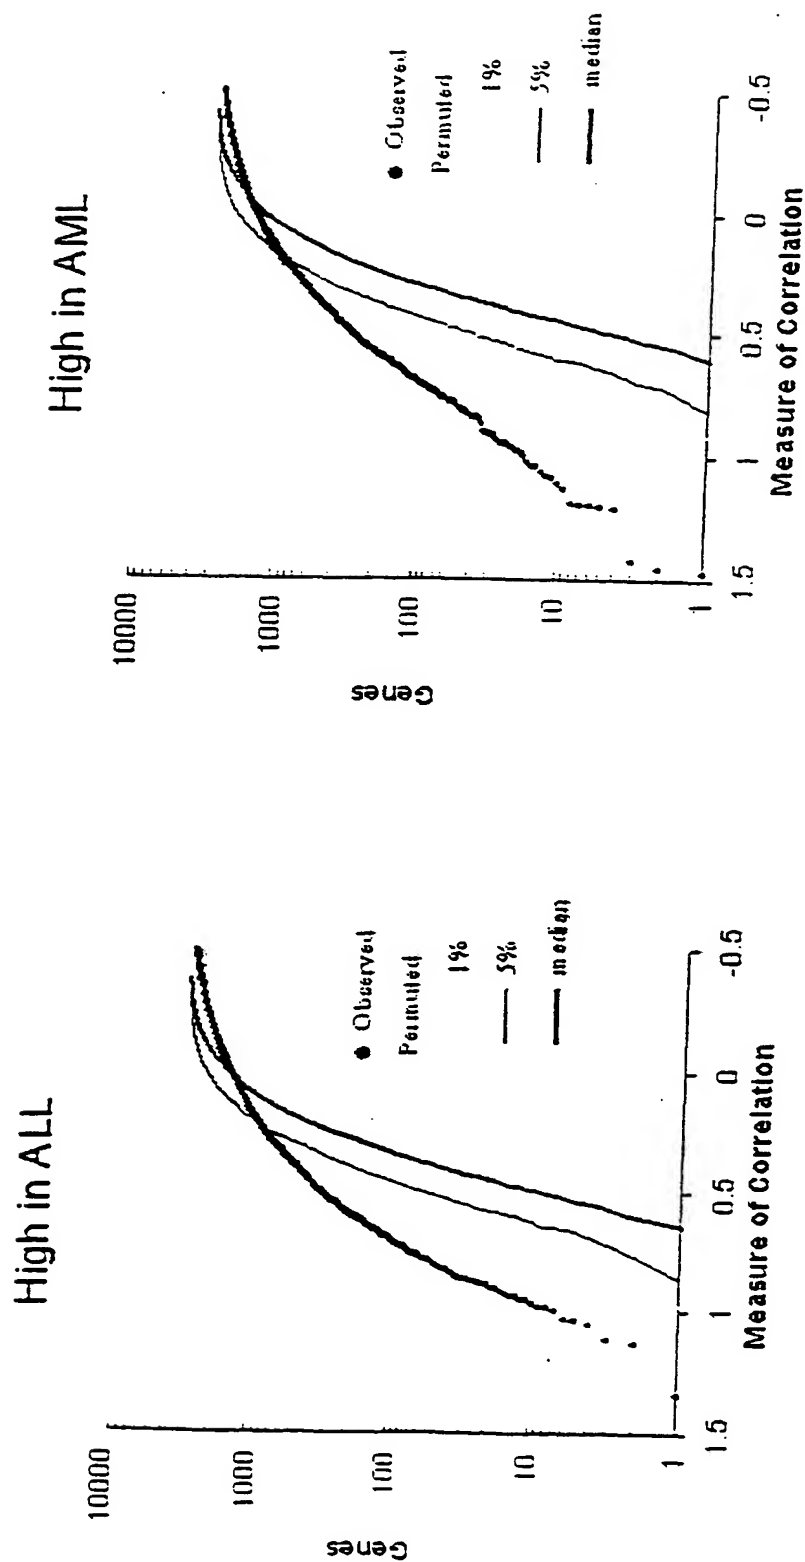 High in ALL
Genes
10000
1000
100
10
1
1.5
1
0.5
0
-0.5
Measure of Correlation
Observed
Permuted
1%
5%
median
High in AML
Genes
10000
1000
100
10
1
1.5
1
0.5
0
-0.5
Measure of Correlation
Observed
Permuted
1%
5%
median